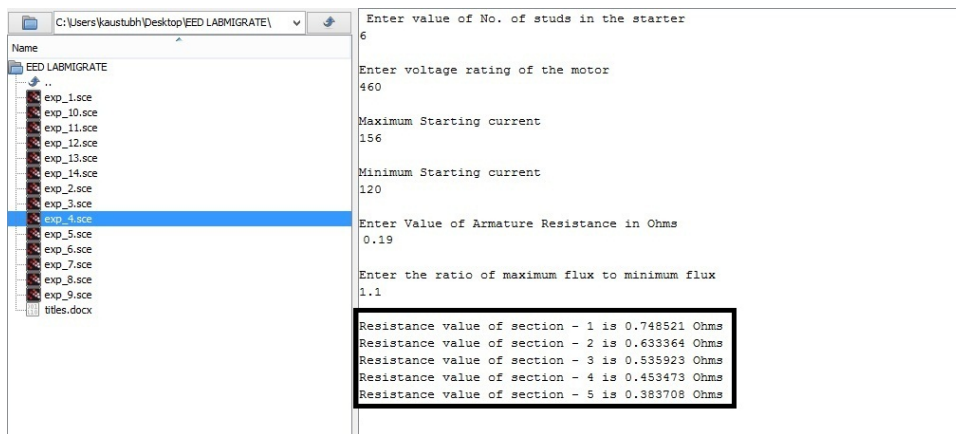 C:\Users\kaustubh\Desktop\EED LABMIGRATE\
Name
EED LABMIGRATE
..
exp_1.sce
exp_10.sce
exp_11.sce
exp_12.sce
exp_13.sce
exp_14.sce
exp_2.sce
exp_3.sce
exp_4.sce
exp_5.sce
exp_6.sce
exp_7.sce
exp_8.sce
exp_9.sce
titles.docx
Enter value of No. of studs in the starter
6
Enter voltage rating of the motor
460
Maximum Starting current
156
Minimum Starting current
120
Enter Value of Armature Resistance in Ohms
0.19
Enter the ratio of maximum flux to minimum flux
1.1
Resistance value of section - 1 is 0.748521 Ohms
Resistance value of section - 2 is 0.633364 Ohms
Resistance value of section - 3 is 0.535923 Ohms
Resistance value of section - 4 is 0.453473 Ohms
Resistance value of section - 5 is 0.383708 Ohms